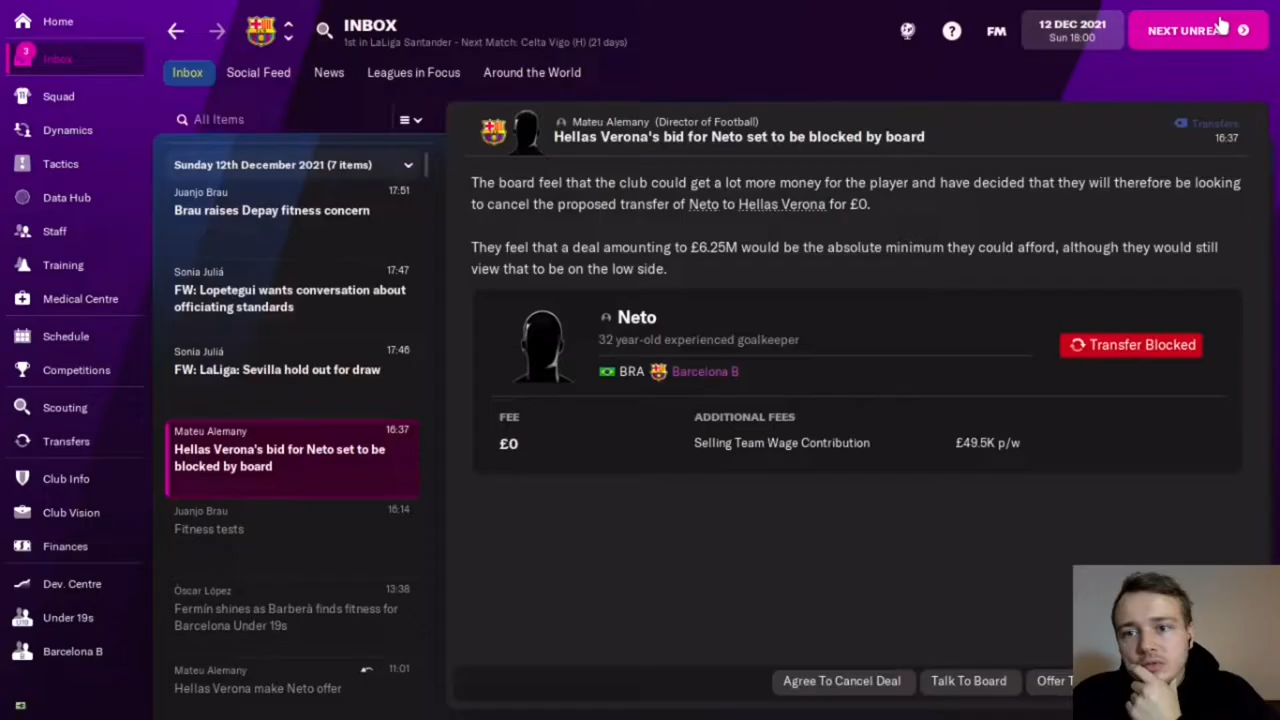 Home
3
Inbox
Squad
Dynamics
Tactics
Data Hub
Staff
Training
Medical Centre
Schedule
Competitions
Scouting
Transfers
Club Info
Club Vision
Finances
Dev. Centre
Under 19s
Barcelona B
INBOX
1st in LaLiga Santander - Next Match: Celta Vigo (H) (21 days)
FM
12 DEC 2021
Sun 18:00
Inbox
Social Feed
News
Leagues in Focus
Around the World
All Items
Sunday 12th December 2021 (7 items)
Juanjo Brau 17:51
Brau raises Depay fitness concern
Sonia Juliá 17:47
FW: Lopetegui wants conversation about
officiating standards
Sonia Juliá 17:46
FW: LaLiga: Sevilla hold out for draw
Mateu Alemany 16:37
Hellas Verona's bid for Neto set to be
blocked by board
Juanjo Brau 16:14
Fitness tests
Òscar López 13:38
Fermín shines as Barberà finds fitness for
Barcelona Under 19s
Mateu Alemany 11:01
Hellas Verona make Neto offer
Mateu Alemany (Director of Football)
Hellas Verona's bid for Neto set to be blocked by board
Transfers
16:37
The board feel that the club could get a lot more money for the player and have decided that they will therefore be looking
to cancel the proposed transfer of Neto to Hellas Verona for £0.
They feel that a deal amounting to £6.25M would be the absolute minimum they could afford, although they would still
view that to be on the low side.
Neto
32 year-old experienced goalkeeper
BRA Barcelona B
Transfer Blocked
FEE ADDITIONAL FEES
£0 Selling Team Wage Contribution £49.5K p/w
Agree To Cancel Deal
Talk To Board
Offer
NEXT